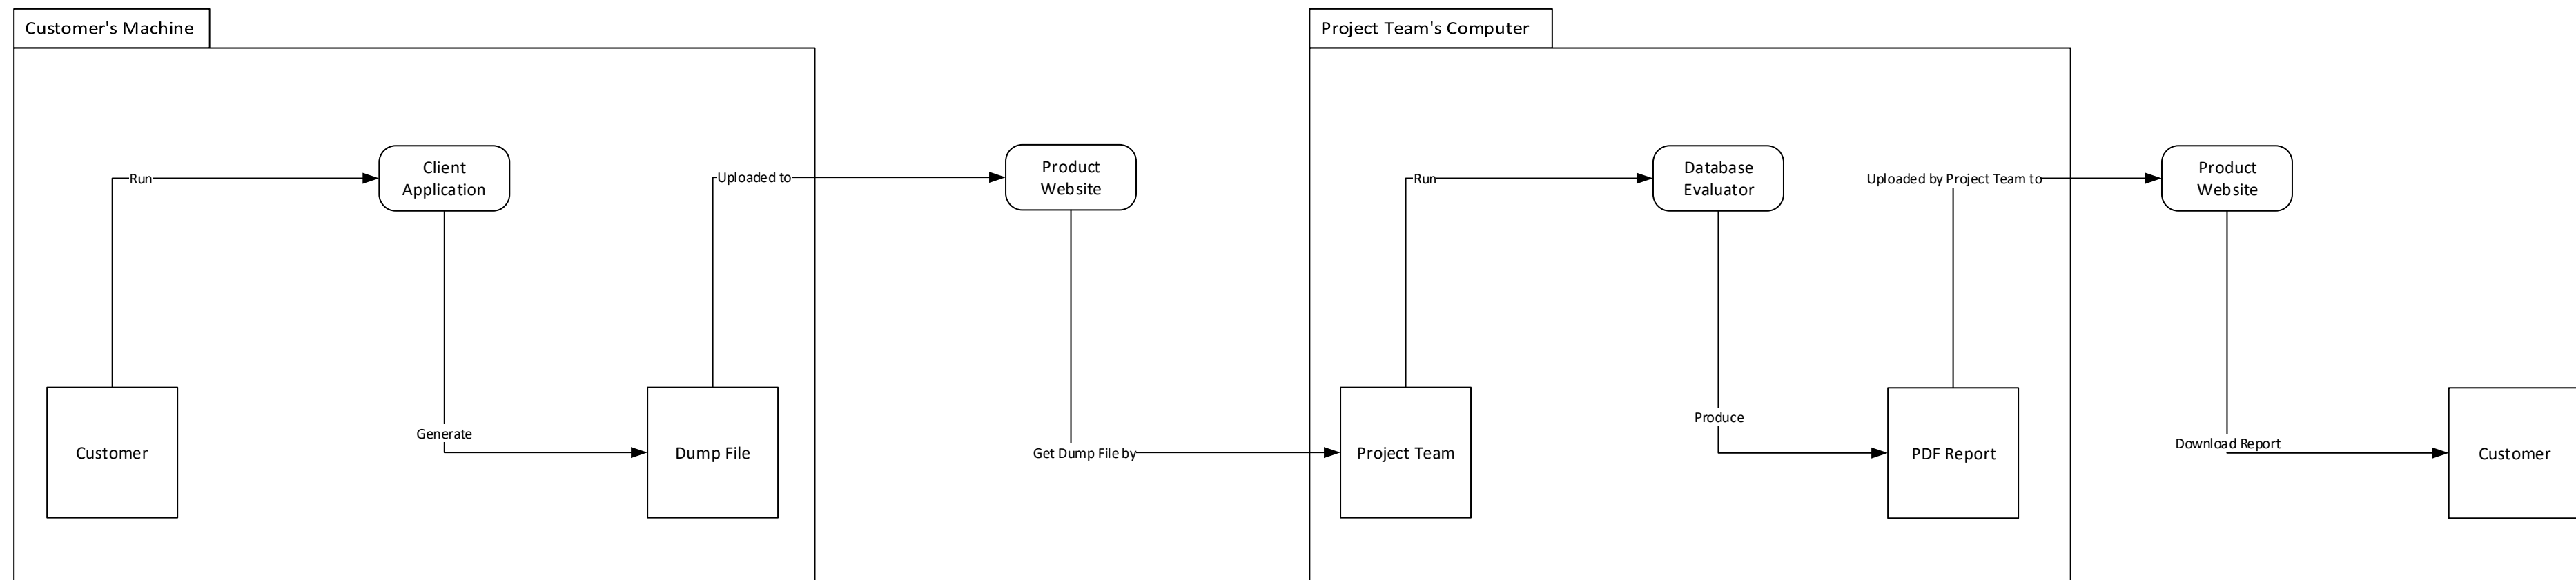 Customer's Machine
Project Team's Computer
Client
Application
Product
Website
Database
Evaluator
Product
Website
Run
Uploaded to
Run
Uploaded by Project Team to
Generate
Produce
Download Report
Get Dump File by
Customer
Dump File
Project Team
PDF Report
Customer